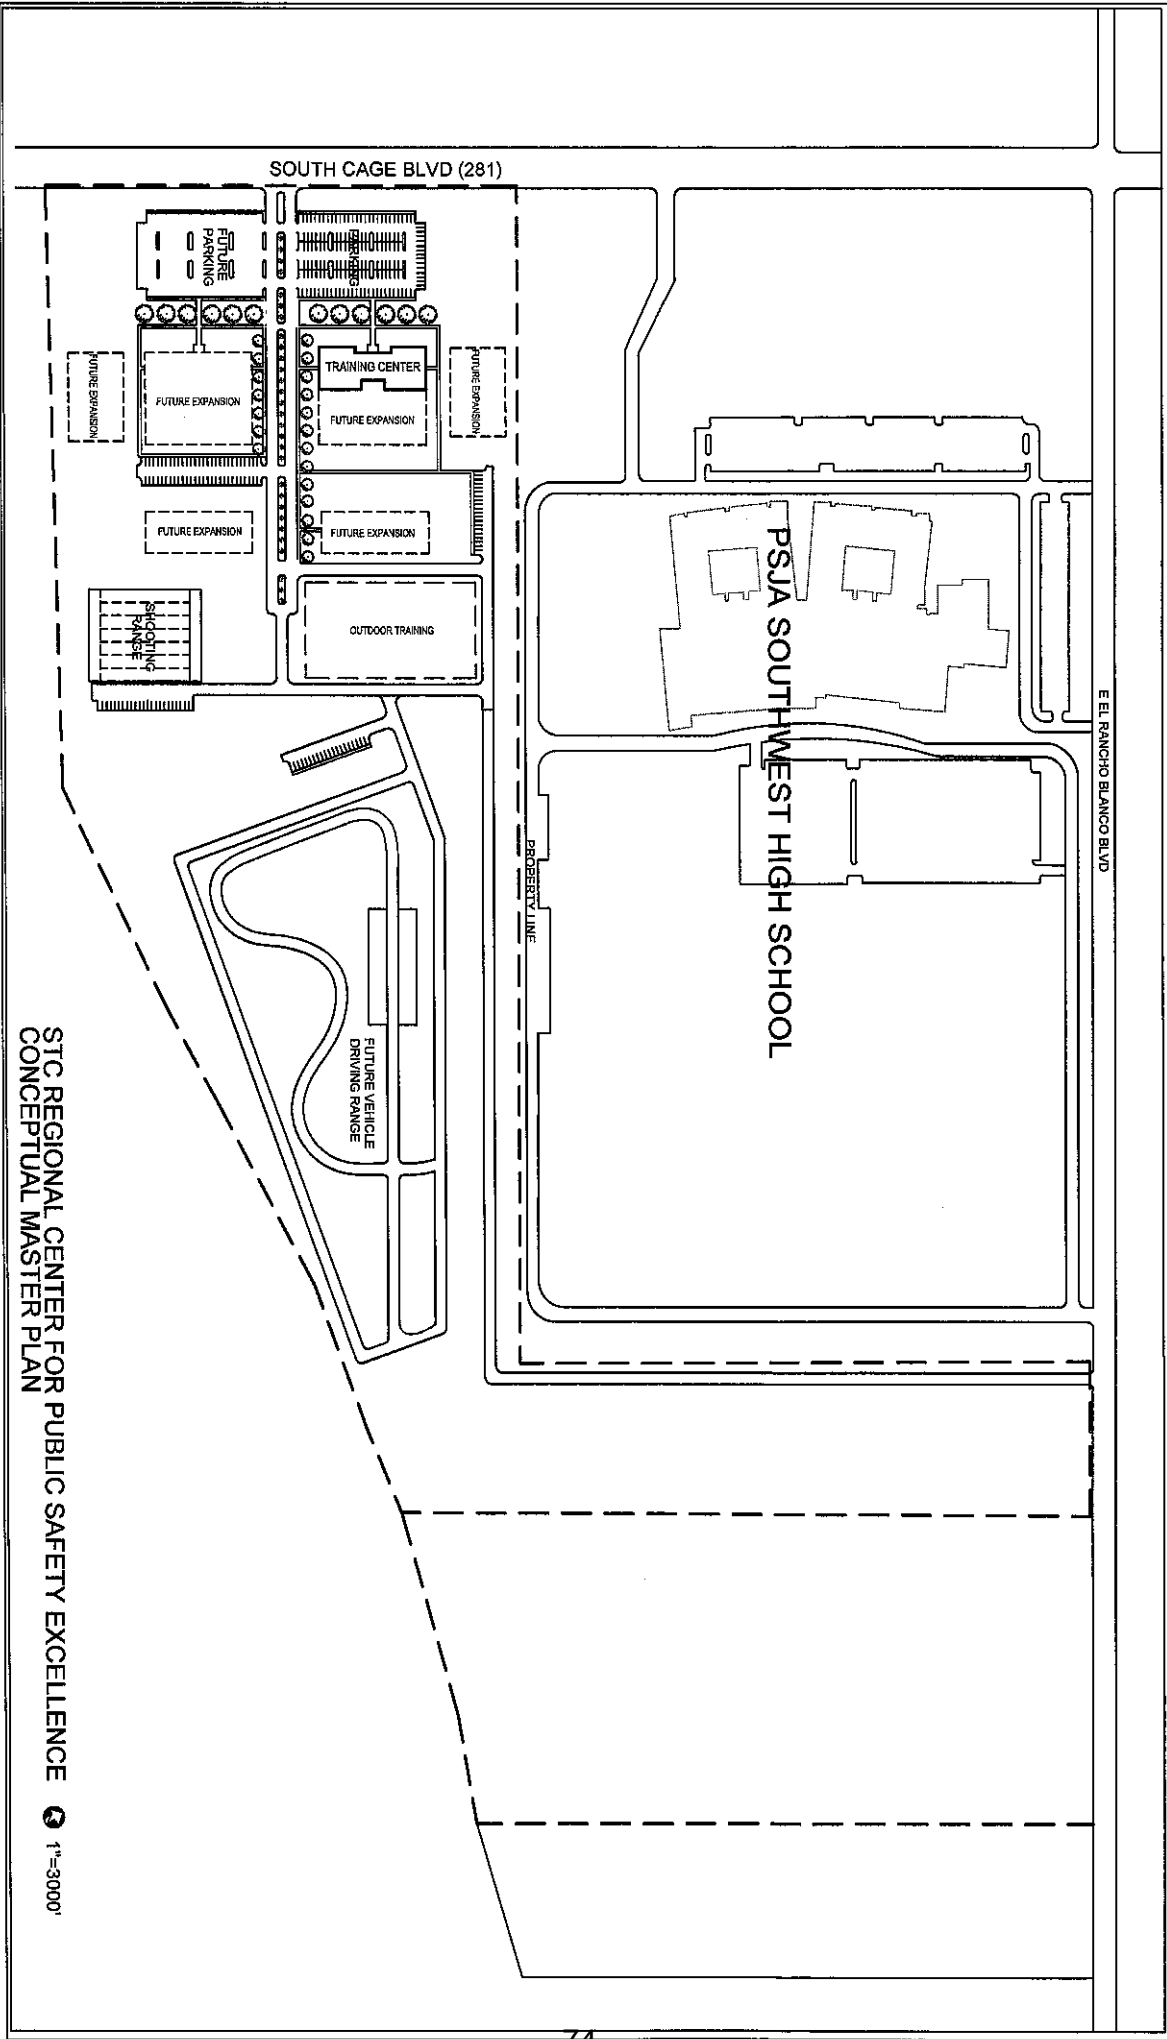 SOUTH CAGE BLVD (281)
FUTURE
PARKING
PARKING
FUTURE EXPANSION
FUTURE EXPANSION
TRAINING CENTER
FUTURE EXPANSION
FUTURE EXPANSION
FUTURE EXPANSION
FUTURE EXPANSION
SHOOTING
RANGE
OUTDOOR TRAINING
PSJA SOUTHWEST HIGH SCHOOL
E EL RANCHO BLANCO BLVD
PROPERTY LINE
FUTURE VEHICLE
DRIVING RANGE
STC REGIONAL CENTER FOR PUBLIC SAFETY EXCELLENCE
CONCEPTUAL MASTER PLAN
1"=3000'